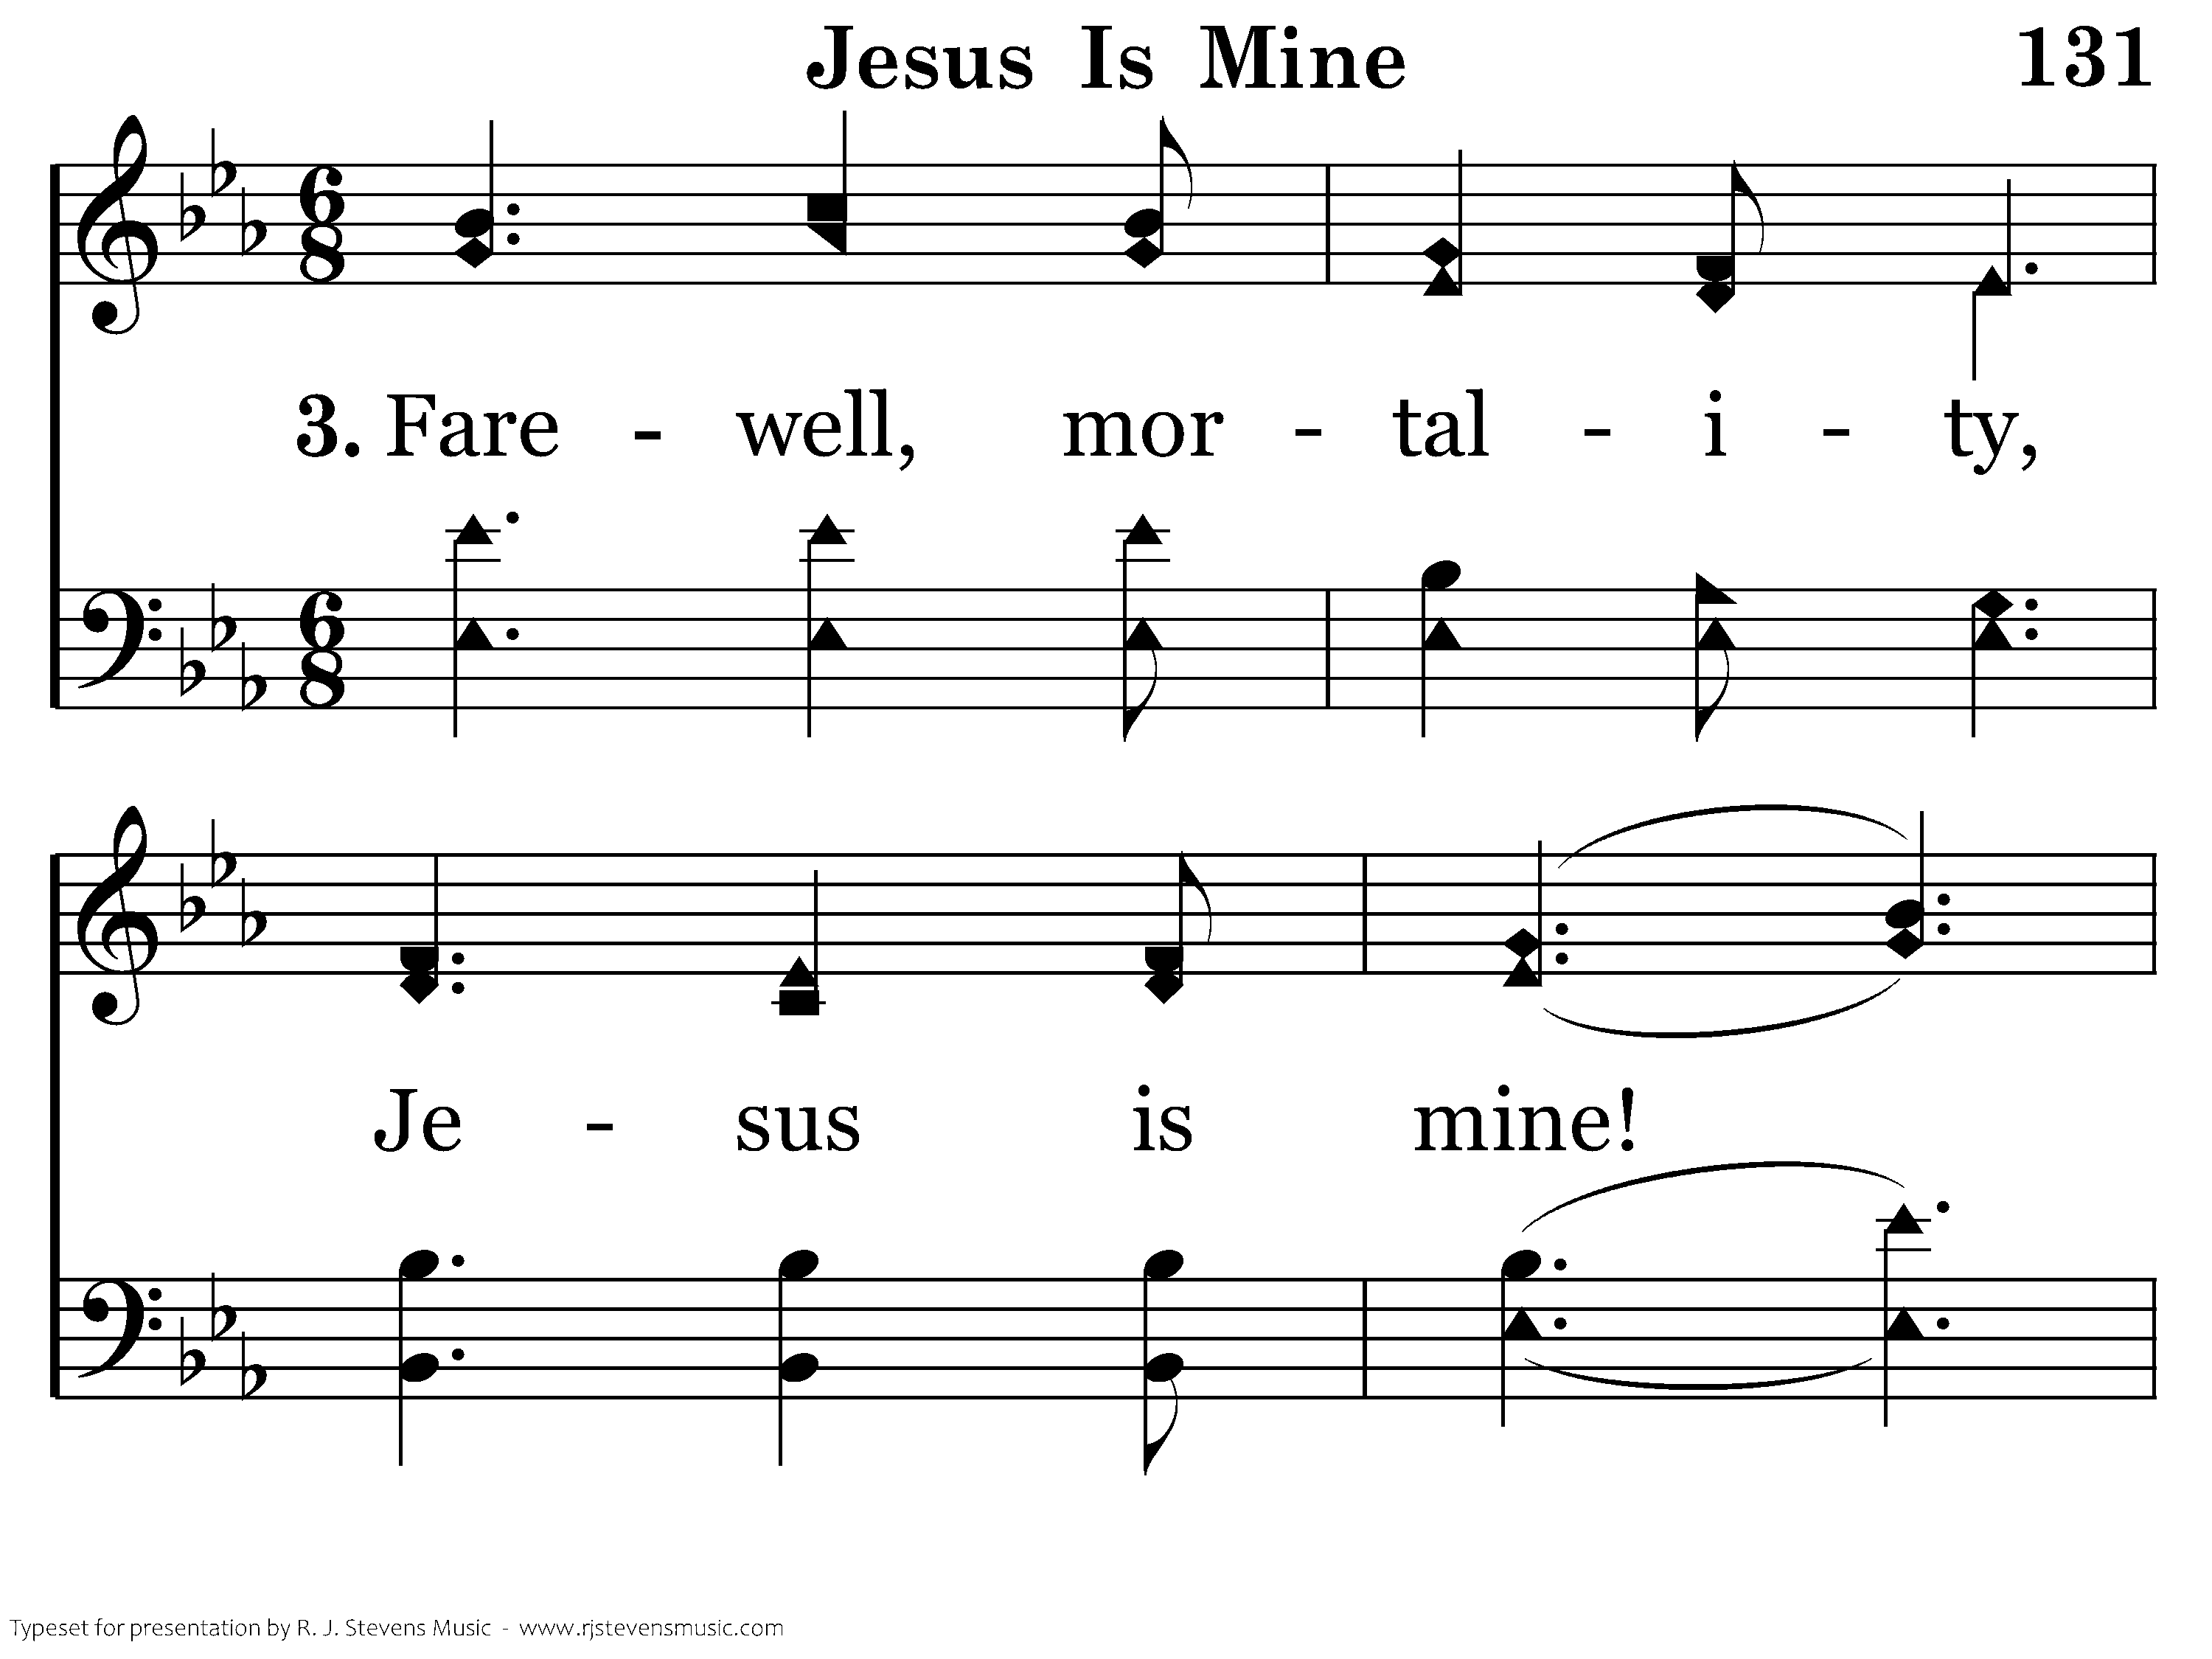 Jesus Is Mine 131
3. Fare - well, mor - tal - i - ty,
Je - sus is mine!
Typeset for presentation by R. J. Stevens Music - www.rjstevensmusic.com